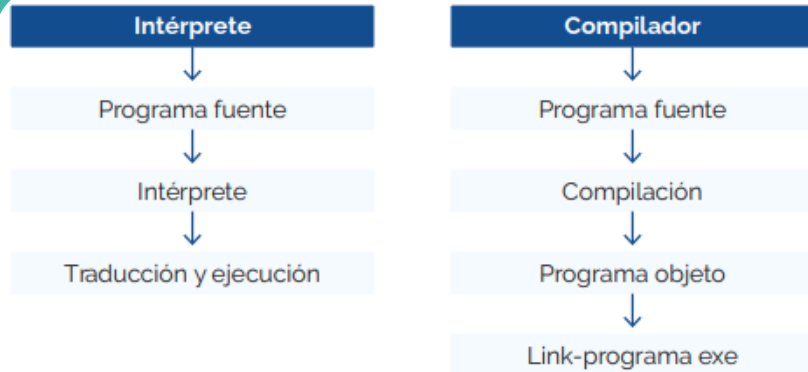 Intérprete
Programa fuente
Intérprete
Traducción y ejecución
Compilador
Programa fuente
Compilación
Programa objeto
Link-programa exe